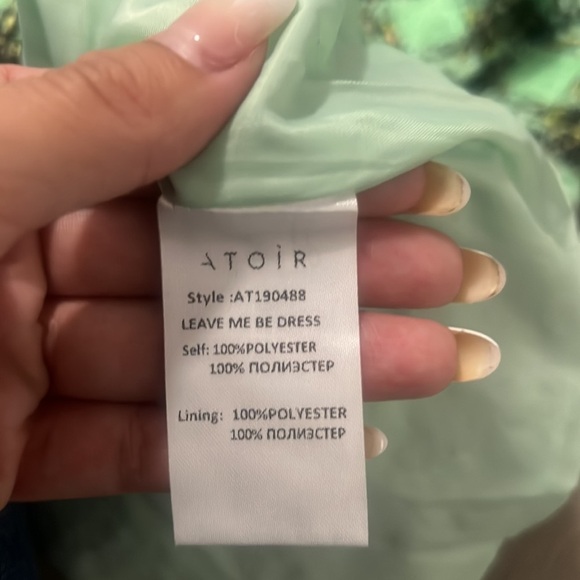 ATOIR
Style :AT190488
LEAVE ME BE DRESS
Self: 100%POLYESTER
100% ПОЛИЭСТЕР
Lining: 100%POLYESTER
100% ПОЛИЭСТЕР